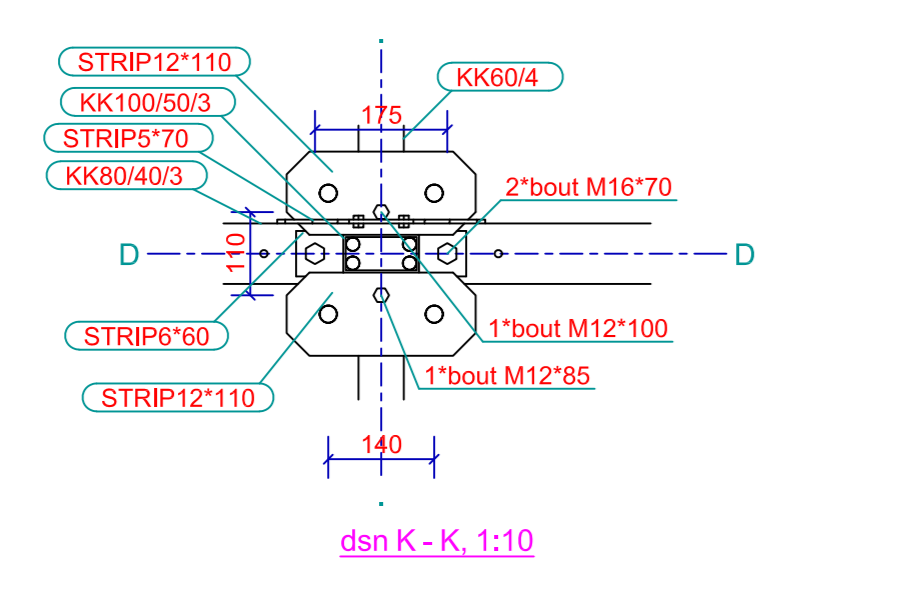 STRIP12*110
KK60/4
KK100/50/3
175
STRIP5*70
KK80/40/3
2*bout M16*70
D
110
D
STRIP6*60
1*bout M12*100
1*bout M12*85
STRIP12*110
140
dsn K - K, 1:10